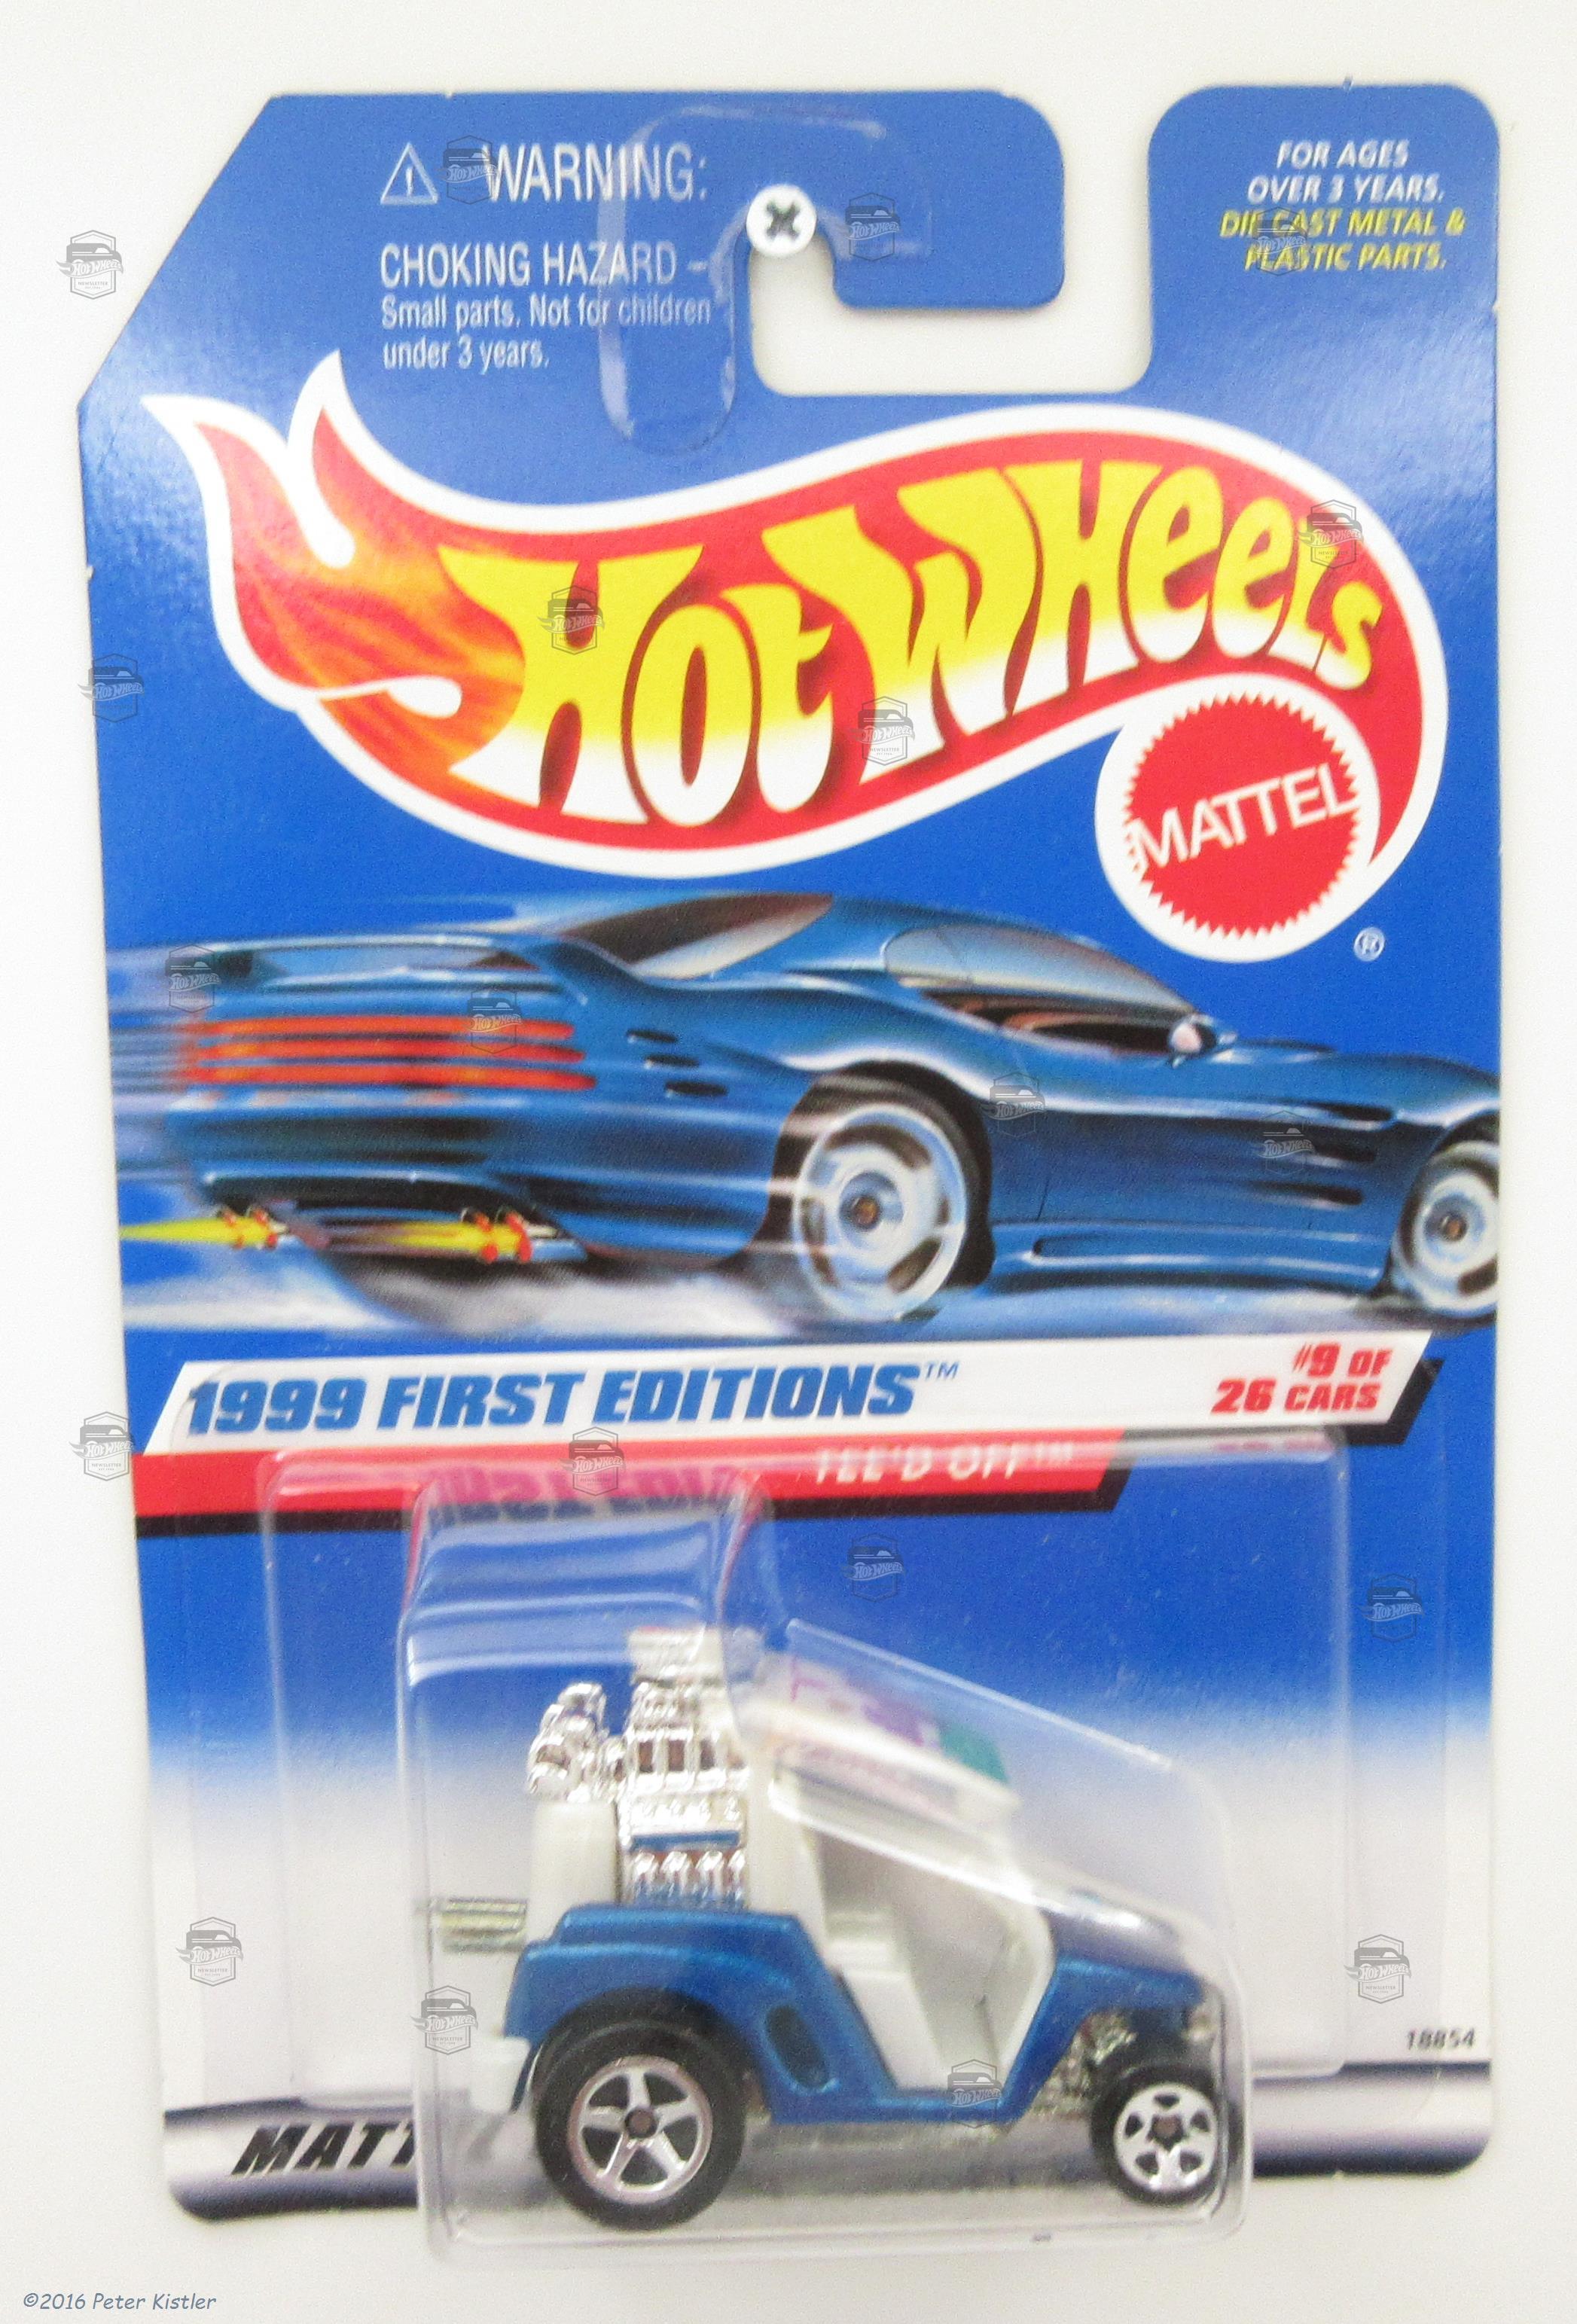 WARNING:
CHOKING HAZARD –
Small parts. Not for children
under 3 years.
FOR AGES
OVER 3 YEARS.
DIE CAST METAL &
PLASTIC PARTS.
Hot Wheels
MATTEL
®
1999 FIRST EDITIONS™
#9 OF
26 CARS
TEE'D OFF™
18854
MATT
©2016 Peter Kistler